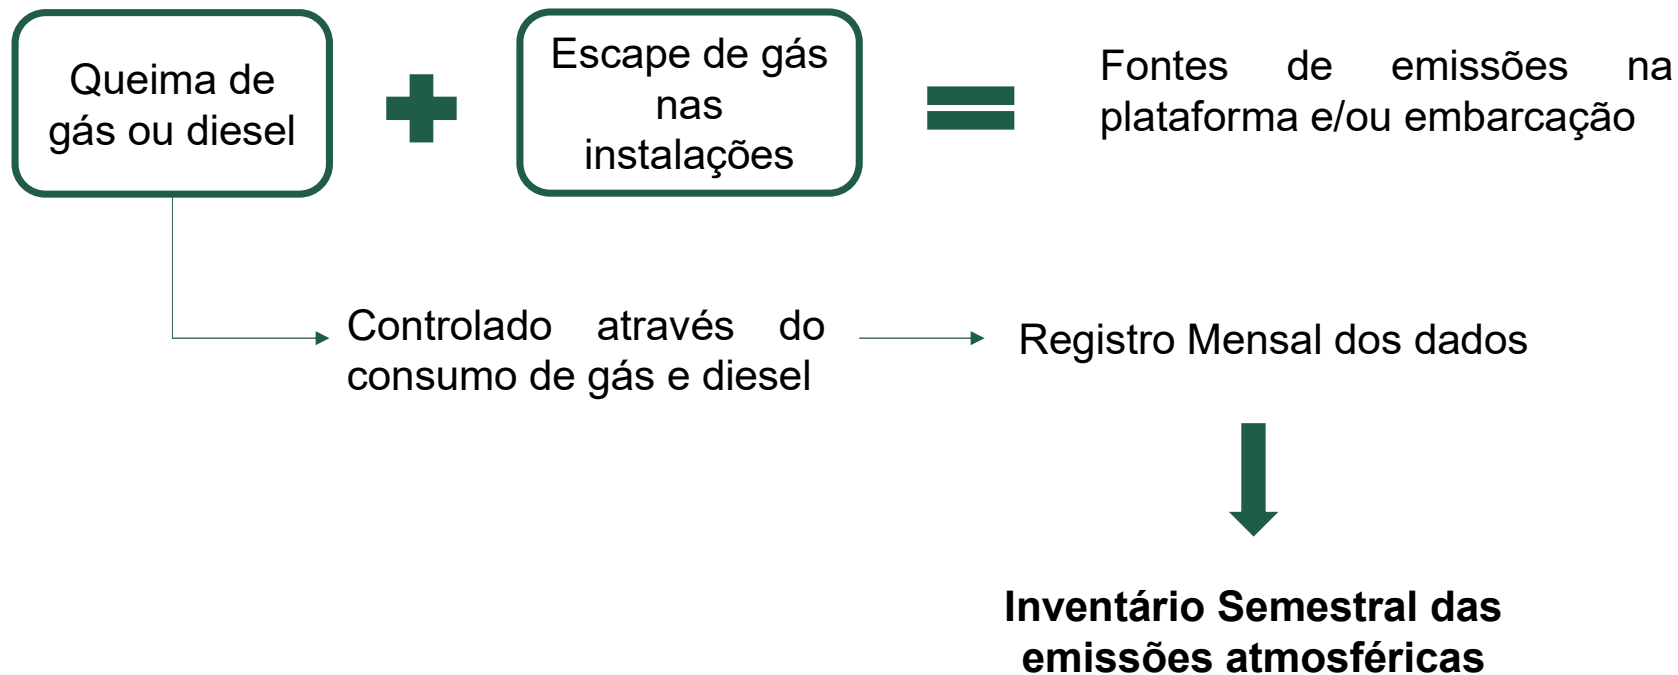 Queima de
gás ou diesel
Escape de gás
nas
instalações
Fontes de emissões na
plataforma e/ou embarcação
Controlado através do
consumo de gás e diesel
Registro Mensal dos dados
Inventário Semestral das
emissões atmosféricas